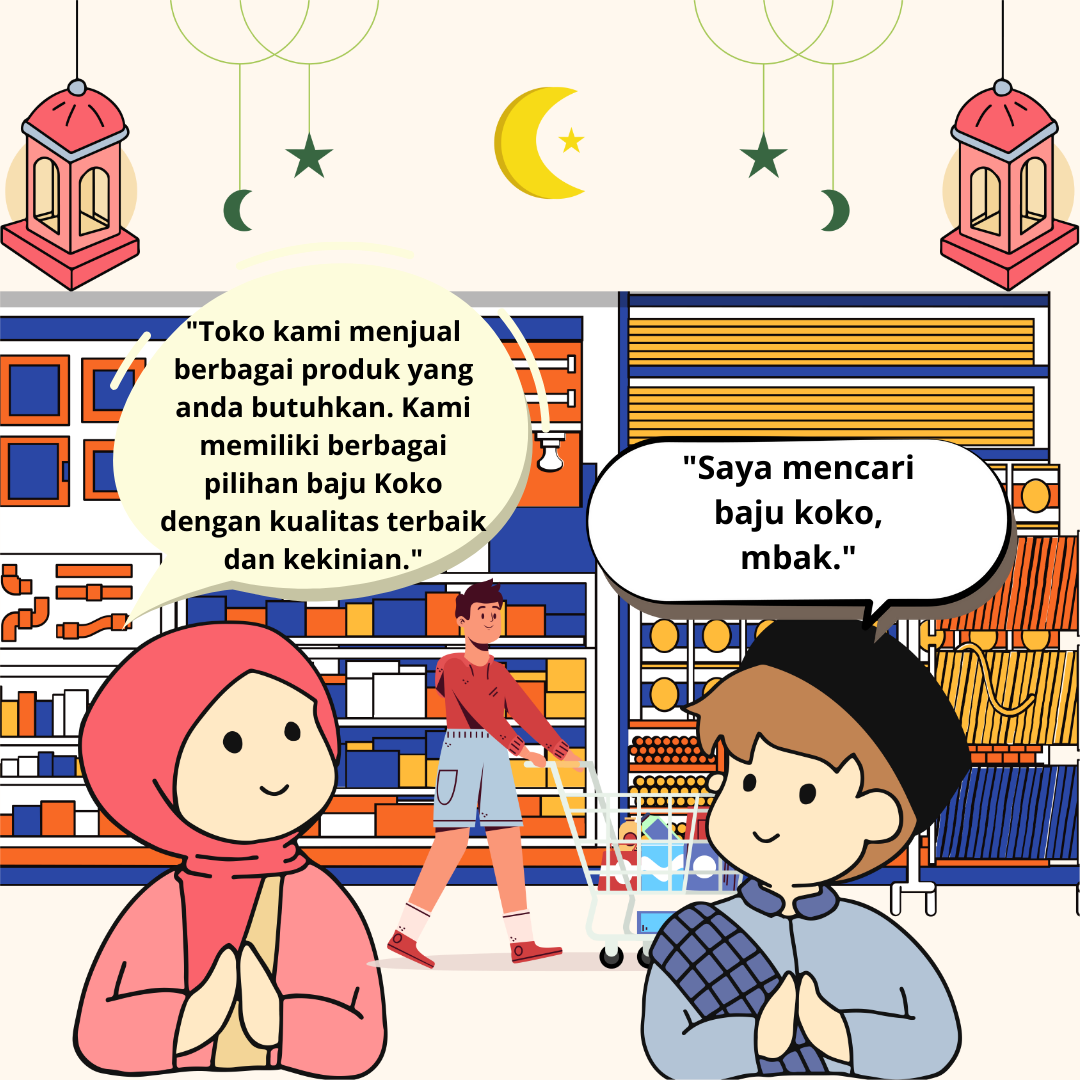 "Toko kami menjual
berbagai produk yang
anda butuhkan. Kami
memiliki berbagai
pilihan baju Koko
dengan kualitas terbaik
dan kekinian."
"Saya mencari
baju koko,
mbak."